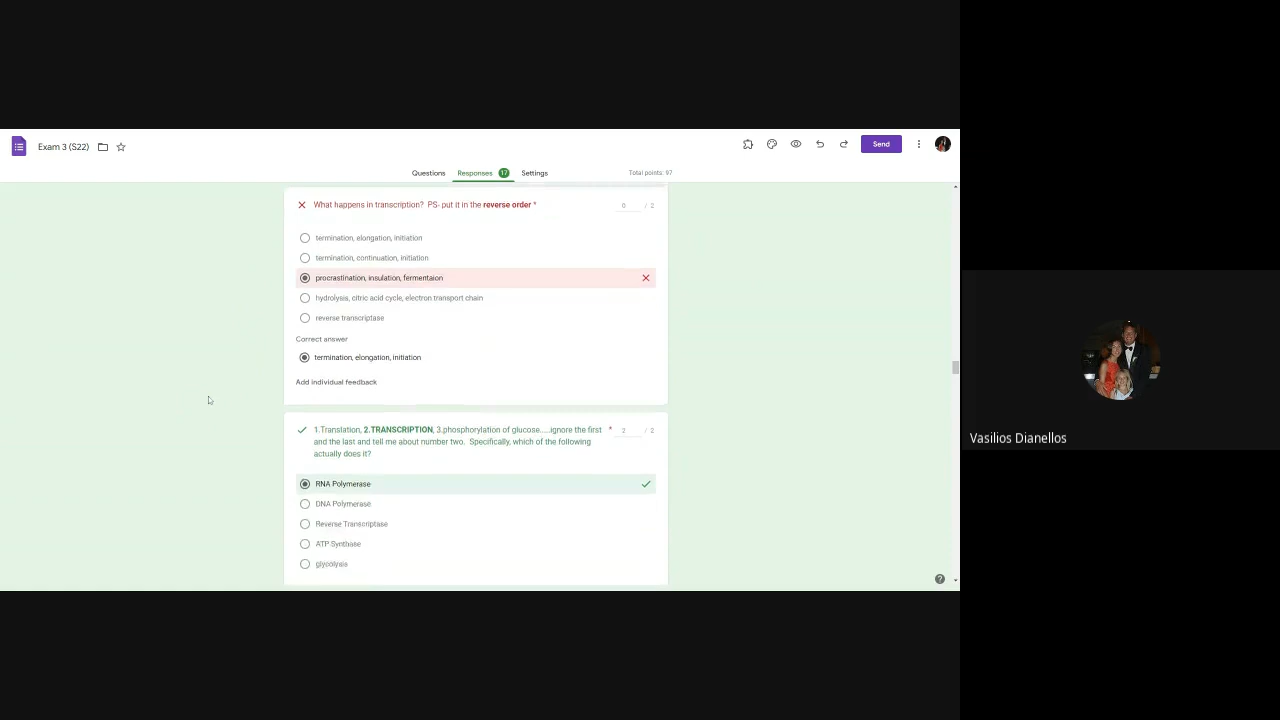 Exam 3 (S22)
Send
Questions Responses 17 Settings Total points: 97
What happens in transcription? PS- put it in the reverse order * 0 / 2
termination, elongation, initiation
termination, continuation, initiation
procrastination, insulation, fermentaion
hydrolysis, citric acid cycle, electron transport chain
reverse transcriptase
Correct answer
termination, elongation, initiation
Add individual feedback
1.Translation, 2.TRANSCRIPTION, 3.phosphorylation of glucose.....ignore the first * 2 / 2
and the last and tell me about number two. Specifically, which of the following
actually does it?
RNA Polymerase
DNA Polymerase
Reverse Transcriptase
ATP Synthase
glycolysis
Vasilios Dianellos